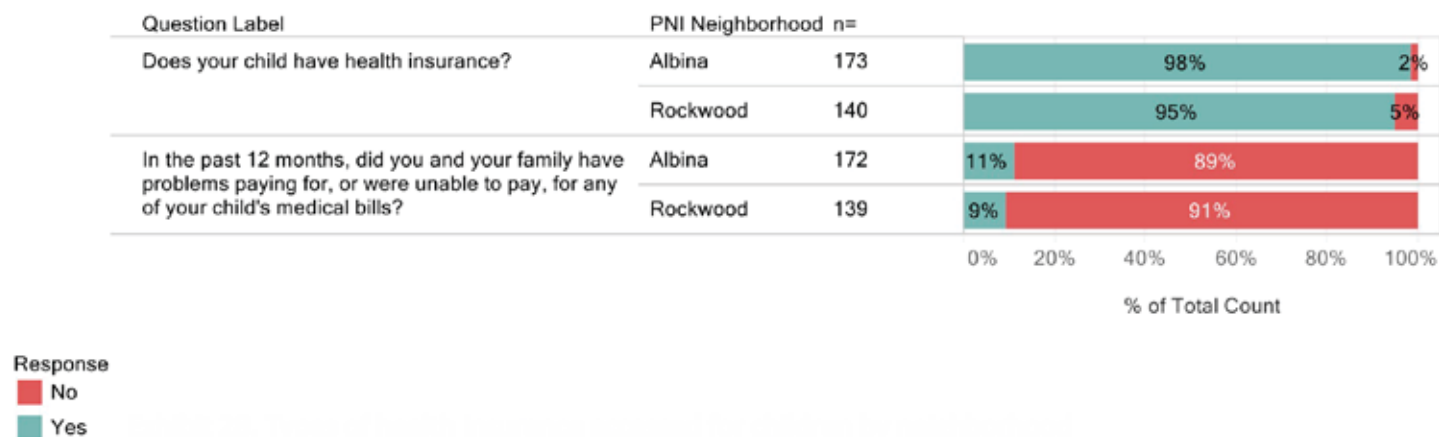 Question Label PNI Neighborhood n=
Does your child have health insurance? Albina 173 98% 2%
Rockwood 140 95% 5%
In the past 12 months, did you and your family have Albina 172 11% 89%
problems paying for, or were unable to pay, for any
of your child's medical bills? Rockwood 139 9% 91%
0% 20% 40% 60% 80% 100%
% of Total Count
Response
No
Yes